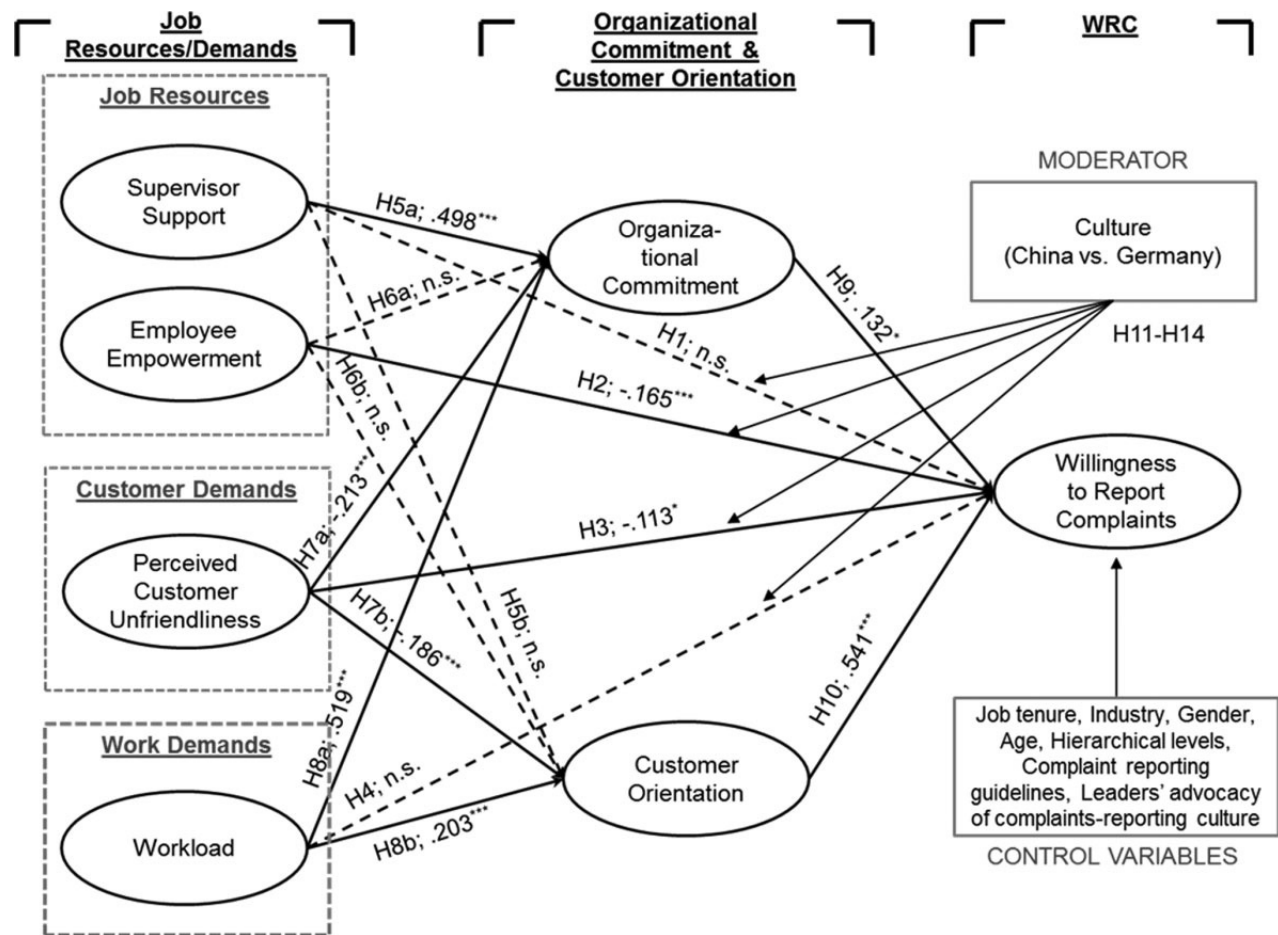 Job
Resources/Demands
Organizational
Commitment &
Customer Orientation
WRC
Job Resources
Supervisor
Support
Employee
Empowerment
Customer Demands
Perceived
Customer
Unfriendliness
Work Demands
Workload
H5a; .498***
H6a; n.s.
H6b; n.s.
H7a; -.213***
H7b; -.186***
H5b; n.s.
H8a; .519***
H4; n.s.
H8b; .203***
Organiza-
tional
Commitment
Customer
Orientation
H1; n.s.
H2; -.165***
H3; -.113*
H9; .132*
H10; .541***
MODERATOR
Culture
(China vs. Germany)
H11-H14
Willingness
to Report
Complaints
Job tenure, Industry, Gender,
Age, Hierarchical levels,
Complaint reporting
guidelines, Leaders’ advocacy
of complaints-reporting culture
CONTROL VARIABLES